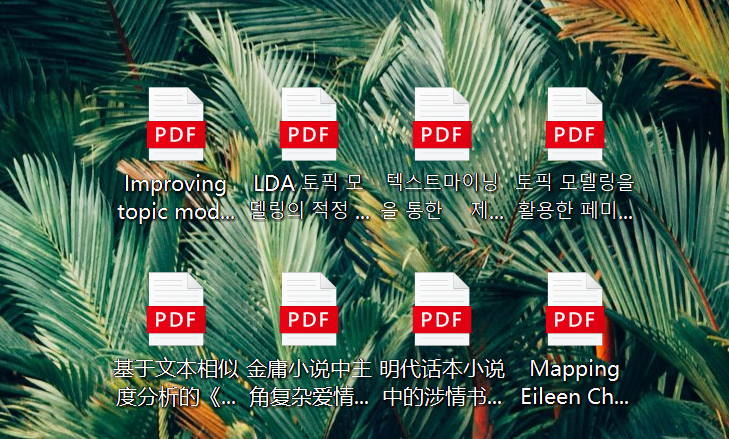 PDF PDF PDF PDF
Improving
topic mod...
LDA 토픽 모
델링의 적정 ...
텍스트마이닝
을 통한 제...
토픽 모델링을
활용한 페미...
PDF PDF PDF PDF
基于文本相似
度分析的《...
金庸小说中主
角复杂爱情...
明代话本小说
中的涉情书...
Mapping
Eileen Ch...